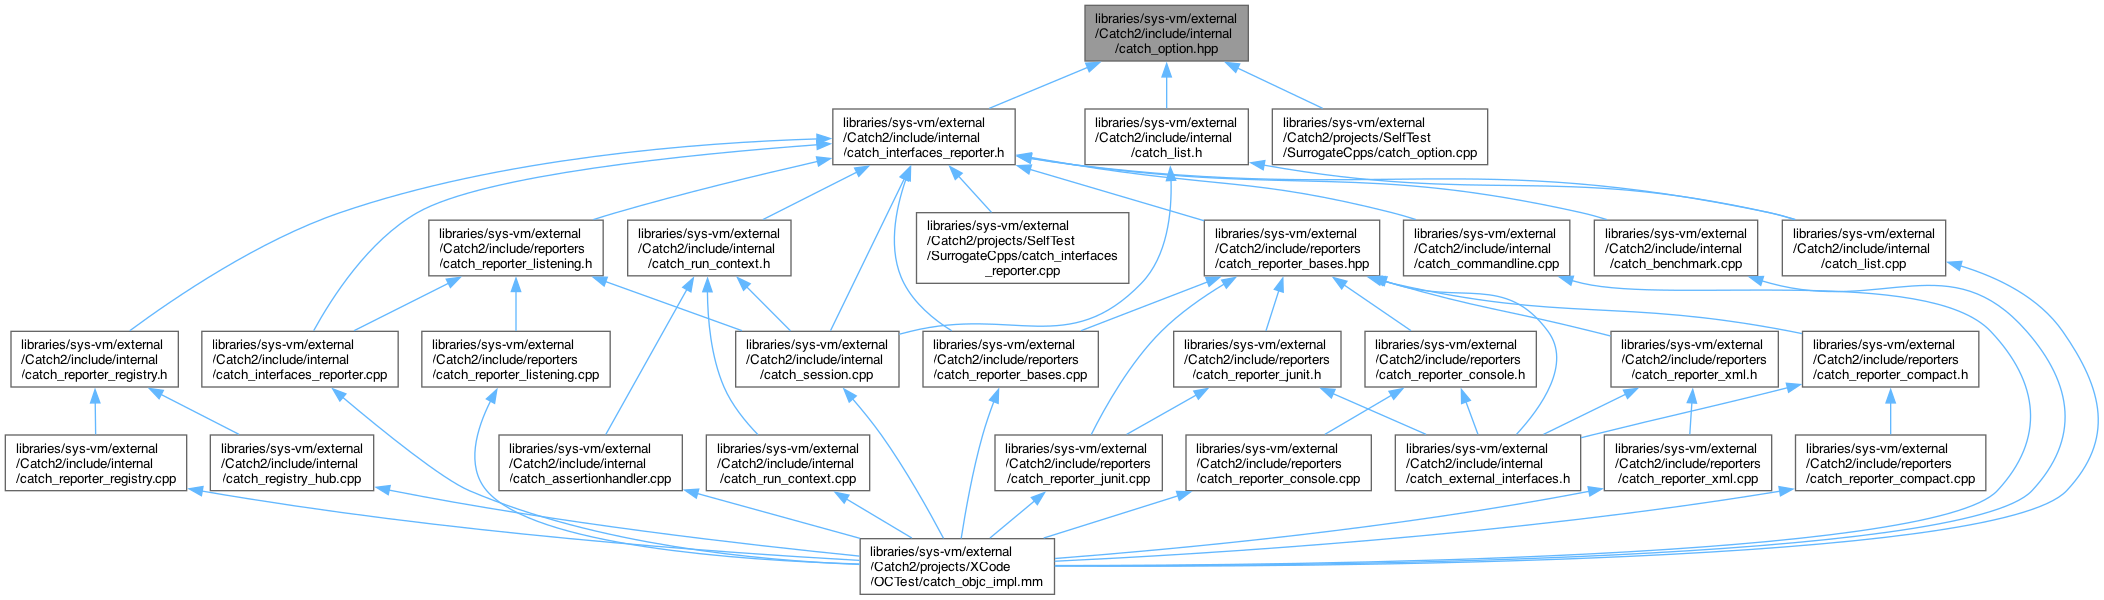 libraries/sys-vm/external
/Catch2/include/internal
/catch_option.hpp
libraries/sys-vm/external
/Catch2/include/internal
/catch_interfaces_reporter.h
libraries/sys-vm/external
/Catch2/include/internal
/catch_list.h
libraries/sys-vm/external
/Catch2/projects/SelfTest
/SurrogateCpps/catch_option.cpp
libraries/sys-vm/external
/Catch2/include/reporters
/catch_reporter_listening.h
libraries/sys-vm/external
/Catch2/include/internal
/catch_run_context.h
libraries/sys-vm/external
/Catch2/projects/SelfTest
/SurrogateCpps/catch_interfaces
_reporter.cpp
libraries/sys-vm/external
/Catch2/include/reporters
/catch_reporter_bases.hpp
libraries/sys-vm/external
/Catch2/include/internal
/catch_commandline.cpp
libraries/sys-vm/external
/Catch2/include/internal
/catch_benchmark.cpp
libraries/sys-vm/external
/Catch2/include/internal
/catch_list.cpp
libraries/sys-vm/external
/Catch2/include/internal
/catch_reporter_registry.h
libraries/sys-vm/external
/Catch2/include/internal
/catch_interfaces_reporter.cpp
libraries/sys-vm/external
/Catch2/include/reporters
/catch_reporter_listening.cpp
libraries/sys-vm/external
/Catch2/include/internal
/catch_session.cpp
libraries/sys-vm/external
/Catch2/include/reporters
/catch_reporter_bases.cpp
libraries/sys-vm/external
/Catch2/include/reporters
/catch_reporter_junit.h
libraries/sys-vm/external
/Catch2/include/reporters
/catch_reporter_console.h
libraries/sys-vm/external
/Catch2/include/reporters
/catch_reporter_xml.h
libraries/sys-vm/external
/Catch2/include/reporters
/catch_reporter_compact.h
libraries/sys-vm/external
/Catch2/include/internal
/catch_reporter_registry.cpp
libraries/sys-vm/external
/Catch2/include/internal
/catch_registry_hub.cpp
libraries/sys-vm/external
/Catch2/include/internal
/catch_assertionhandler.cpp
libraries/sys-vm/external
/Catch2/include/internal
/catch_run_context.cpp
libraries/sys-vm/external
/Catch2/include/reporters
/catch_reporter_junit.cpp
libraries/sys-vm/external
/Catch2/include/reporters
/catch_reporter_console.cpp
libraries/sys-vm/external
/Catch2/include/internal
/catch_external_interfaces.h
libraries/sys-vm/external
/Catch2/include/reporters
/catch_reporter_xml.cpp
libraries/sys-vm/external
/Catch2/include/reporters
/catch_reporter_compact.cpp
libraries/sys-vm/external
/Catch2/projects/XCode
/OCTest/catch_objc_impl.mm